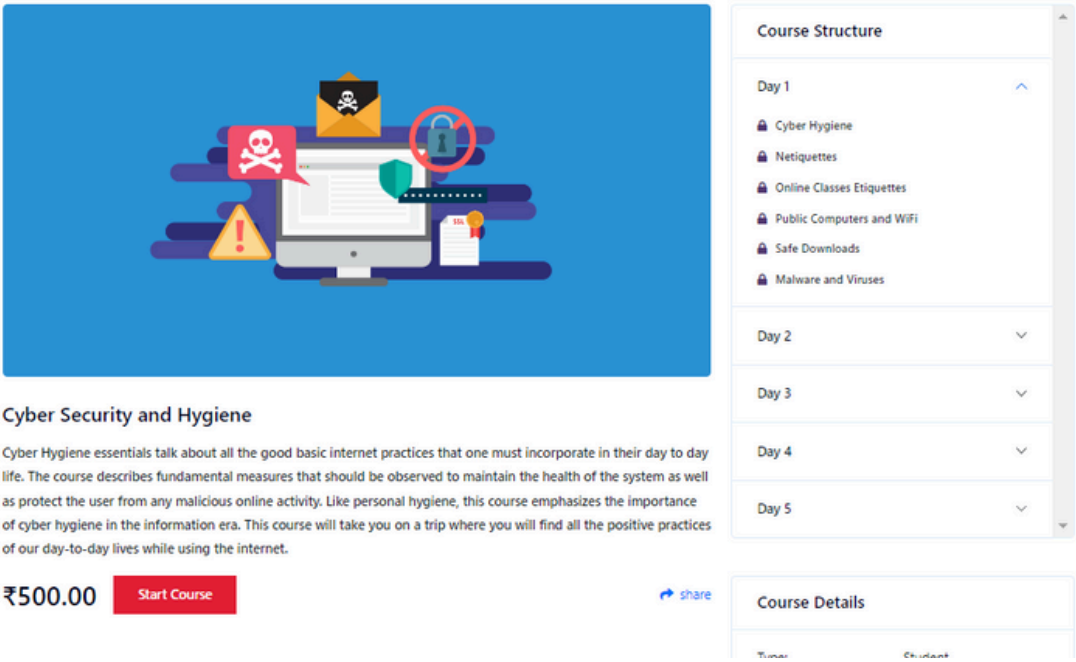 SSL
Cyber Security and Hygiene
Cyber Hygiene essentials talk about all the good basic internet practices that one must incorporate in their day to day
life. The course describes fundamental measures that should be observed to maintain the health of the system as well
as protect the user from any malicious online activity. Like personal hygiene, this course emphasizes the importance
of cyber hygiene in the information era. This course will take you on a trip where you will find all the positive practices
of our day-to-day lives while using the internet.
₹500.00
Start Course
share
Course Structure
Day 1
Cyber Hygiene
Netiquettes
Online Classes Etiquettes
Public Computers and WiFi
Safe Downloads
Malware and Viruses
Day 2
Day 3
Day 4
Day 5
Course Details
Type: Student